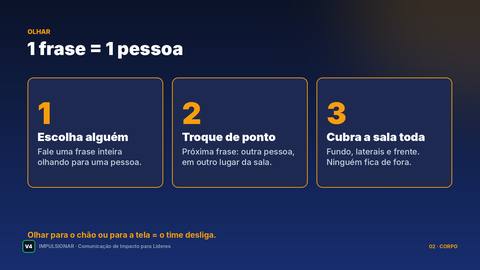 OLHAR
1 frase = 1 pessoa
1
Escolha alguém
Fale uma frase inteira
olhando para uma pessoa.
2
Troque de ponto
Próxima frase: outra pessoa,
em outro lugar da sala.
3
Cubra a sala toda
Fundo, laterais e frente.
Ninguém fica de fora.
Olhar para o chão ou para a tela = o time desliga.
V4 IMPULSIONAR · Comunicação de Impacto para Líderes
02 · CORPO